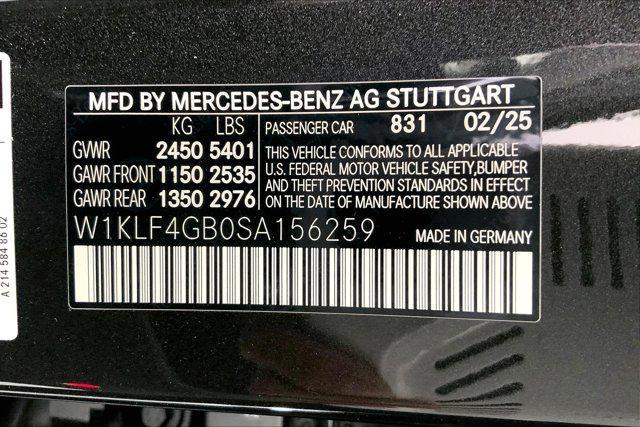 MFD BY MERCEDES-BENZ AG STUTTGART
KG LBS
GVWR 2450 5401
GAWR FRONT 1150 2535
GAWR REAR 1350 2976
PASSENGER CAR 831 02/25
THIS VEHICLE CONFORMS TO ALL APPLICABLE
U.S. FEDERAL MOTOR VEHICLE SAFETY,BUMPER
AND THEFT PREVENTION STANDARDS IN EFFECT
ON THE DATE OF MANUFACTURE SHOWN ABOVE
W1KLF4GB0SA156259 MADE IN GERMANY
A 214 584 86 02